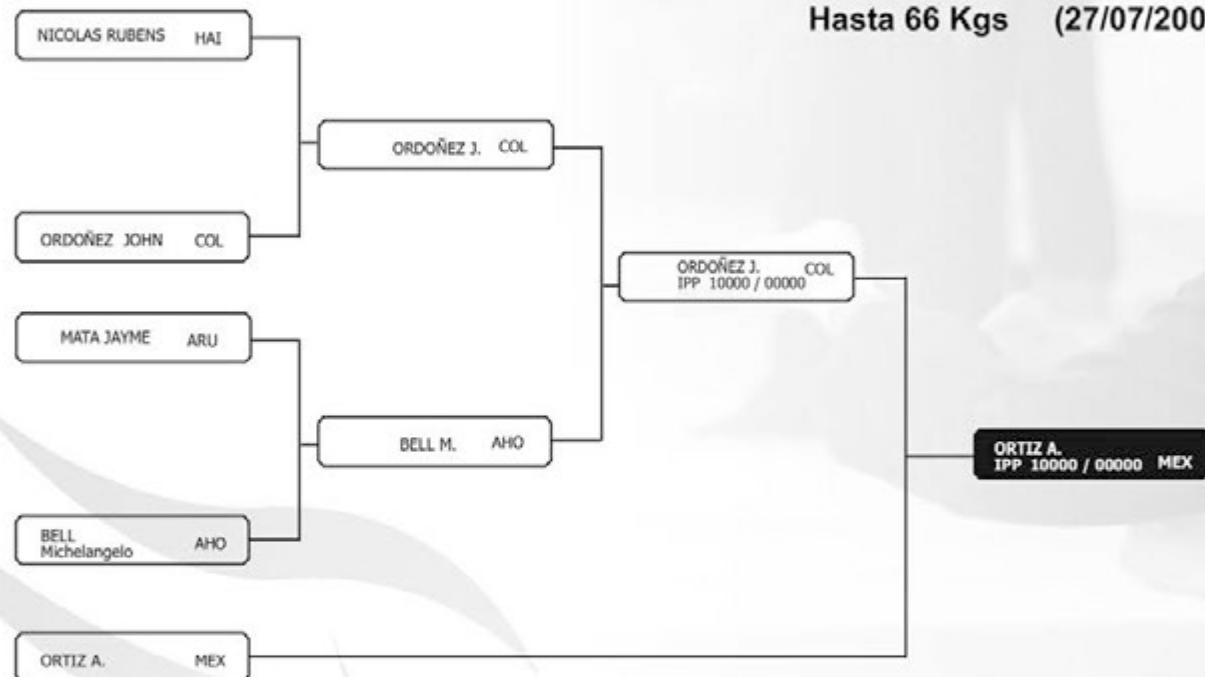 Hasta 66 Kgs (27/07/200
NICOLAS RUBENS HAI
ORDOÑEZ J. COL
ORDOÑEZ JOHN COL
ORDOÑEZ J. COL
IPP 10000 / 00000
MATA JAYME ARU
BELL M. AHO
ORTIZ A.
IPP 10000 / 00000 MEX
BELL
Michelangelo AHO
ORTIZ A. MEX